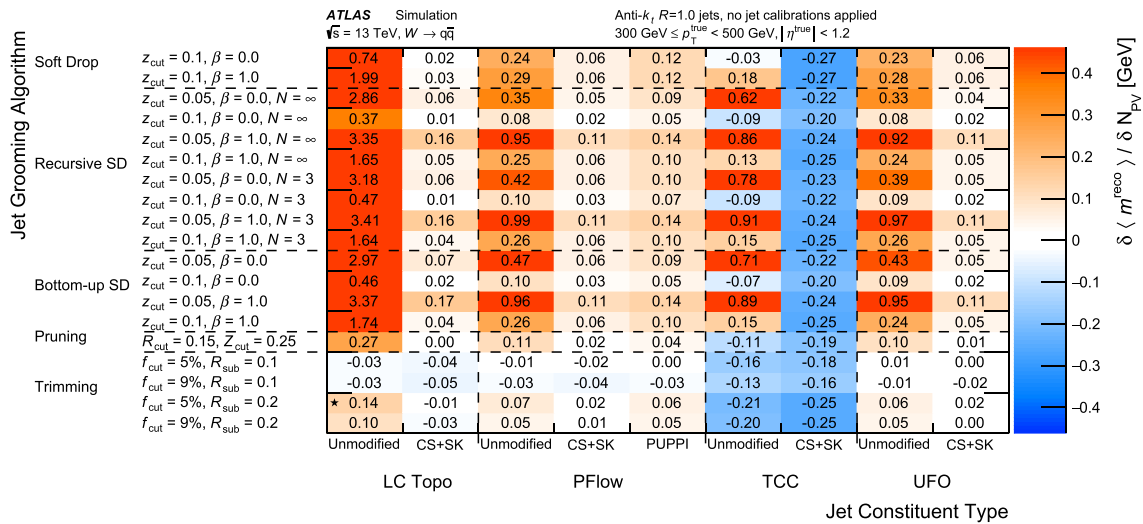 ATLAS Simulation Anti-k_t R=1.0 jets, no jet calibrations applied
√s = 13 TeV, W → qq̅ 300 GeV ≤ p_T^true < 500 GeV, |η^true| < 1.2
Jet Grooming Algorithm
Soft Drop
z_cut = 0.1, β = 0.0 0.74 0.02 0.24 0.06 0.12 -0.03 -0.27 0.23 0.06
z_cut = 0.1, β = 1.0 1.99 0.03 0.29 0.06 0.12 0.18 -0.27 0.28 0.06
Recursive SD
z_cut = 0.05, β = 0.0, N = ∞ 2.86 0.06 0.35 0.05 0.09 0.62 -0.22 0.33 0.04
z_cut = 0.1, β = 0.0, N = ∞ 0.37 0.01 0.08 0.02 0.05 -0.09 -0.20 0.08 0.02
z_cut = 0.05, β = 1.0, N = ∞ 3.35 0.16 0.95 0.11 0.14 0.86 -0.24 0.92 0.11
z_cut = 0.1, β = 1.0, N = ∞ 1.65 0.05 0.25 0.06 0.10 0.13 -0.25 0.24 0.05
z_cut = 0.05, β = 0.0, N = 3 3.18 0.06 0.42 0.06 0.10 0.78 -0.23 0.39 0.05
z_cut = 0.1, β = 0.0, N = 3 0.47 0.01 0.10 0.03 0.07 -0.09 -0.22 0.09 0.02
z_cut = 0.05, β = 1.0, N = 3 3.41 0.16 0.99 0.11 0.14 0.91 -0.24 0.97 0.11
z_cut = 0.1, β = 1.0, N = 3 1.64 0.04 0.26 0.06 0.10 0.15 -0.25 0.26 0.05
Bottom-up SD
z_cut = 0.05, β = 0.0 2.97 0.07 0.47 0.06 0.09 0.71 -0.22 0.43 0.05
z_cut = 0.1, β = 0.0 0.46 0.02 0.10 0.03 0.05 -0.07 -0.20 0.09 0.02
z_cut = 0.05, β = 1.0 3.37 0.17 0.96 0.11 0.14 0.89 -0.24 0.95 0.11
z_cut = 0.1, β = 1.0 1.74 0.04 0.26 0.06 0.10 0.15 -0.25 0.24 0.05
Pruning
R_cut = 0.15, Z_cut = 0.25 0.27 0.00 0.11 0.02 0.04 -0.11 -0.19 0.10 0.01
Trimming
f_cut = 5%, R_sub = 0.1 -0.03 -0.04 -0.01 -0.02 0.00 -0.16 -0.18 0.01 0.00
f_cut = 9%, R_sub = 0.1 -0.03 -0.05 -0.03 -0.04 -0.03 -0.13 -0.16 -0.01 -0.02
f_cut = 5%, R_sub = 0.2 ★ 0.14 -0.01 0.07 0.02 0.06 -0.21 -0.25 0.06 0.02
f_cut = 9%, R_sub = 0.2 0.10 -0.03 0.05 0.01 0.05 -0.20 -0.25 0.05 0.00
Unmodified CS+SK Unmodified CS+SK PUPPI Unmodified CS+SK Unmodified CS+SK
LC Topo PFlow TCC UFO
Jet Constituent Type
0.4
0.3
0.2
0.1
0
−0.1
−0.2
−0.3
−0.4
δ ⟨ m^reco ⟩ / δ N_PV [GeV]